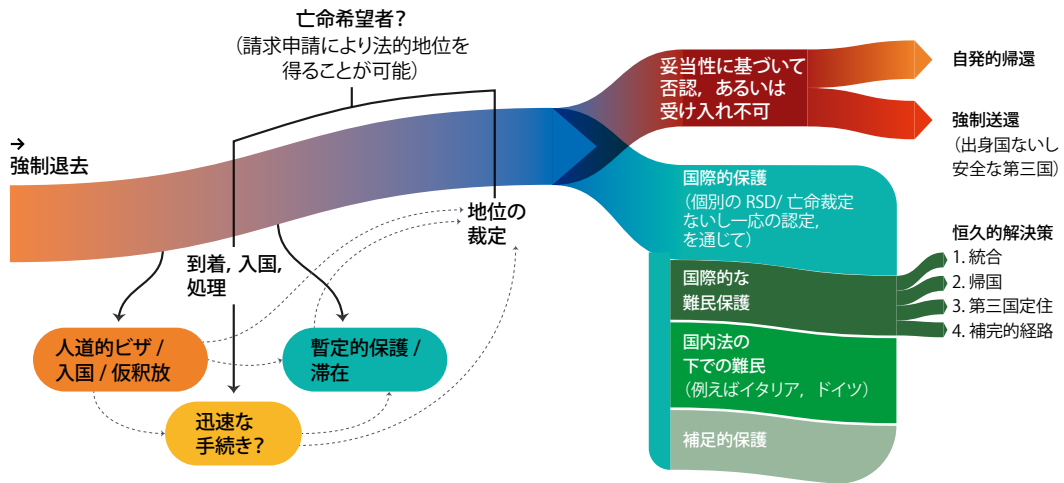 亡命希望者？
（請求申請により法的地位を
得ることが可能）
→
強制退去
到着, 入国,
処理
地位の
裁定
人道的ビザ /
入国 / 仮釈放
迅速な
手続き？
暫定的保護 /
滞在
妥当性に基づいて
否認，あるいは
受け入れ不可
自発的帰還
強制送還
（出身国ないし
安全な第三国）
国際的保護
（個別の RSD/ 亡命裁定
ないし一応の認定，
を通じて）
国際的な
難民保護
恒久的解決策
1. 統合
2. 帰国
3. 第三国定住
4. 補完的経路
国内法の
下での難民
（例えばイタリア，ドイツ）
補足的保護